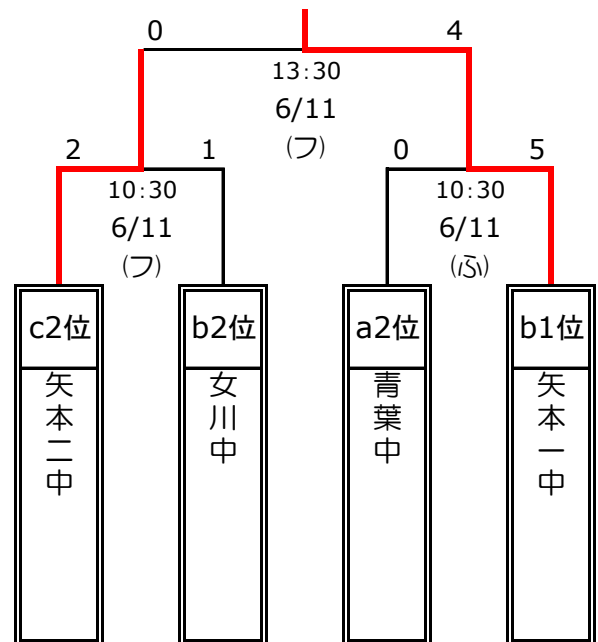 0 4
13:30
6/11
(フ)
2 1 0 5
10:30 10:30
6/11 6/11
(フ) (ふ)
c2位 b2位 a2位 b1位
矢本二中
女川中
青葉中
矢本一中